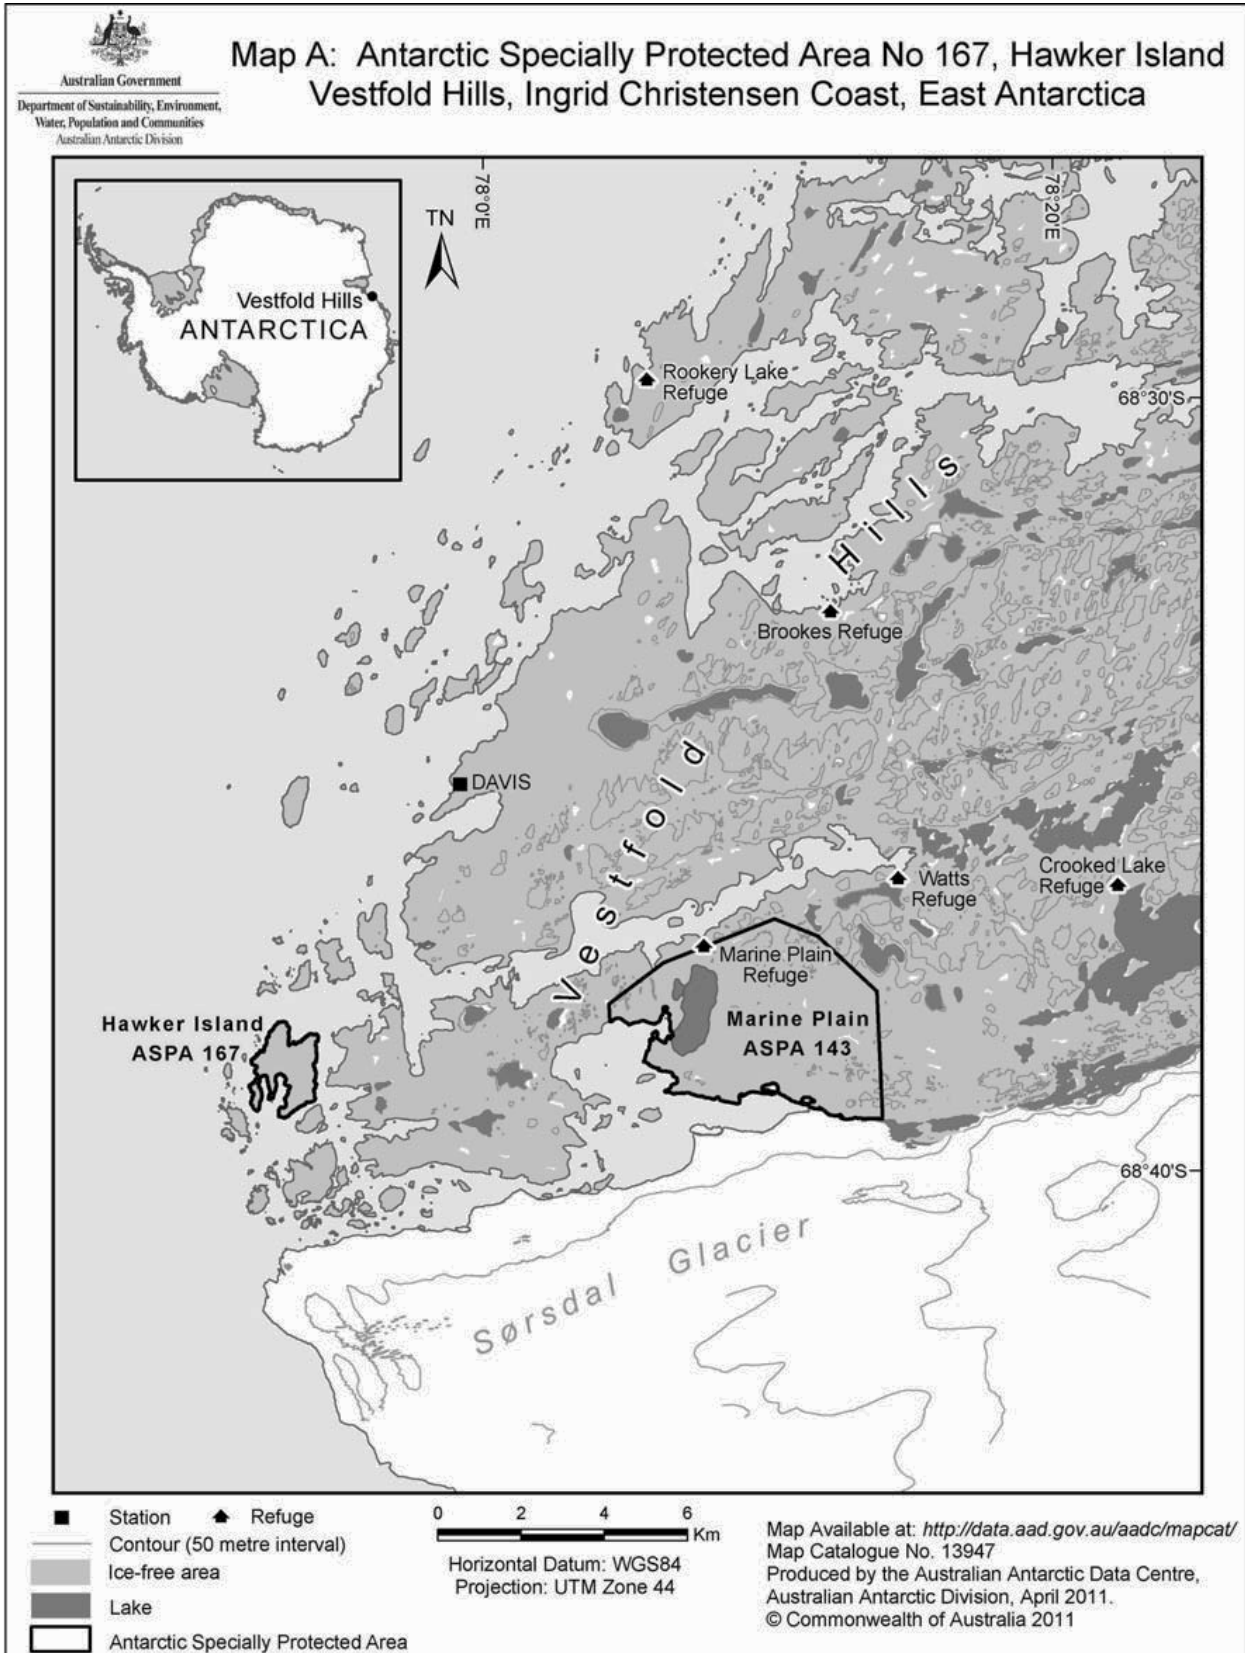 Australian Government
Department of Sustainability, Environment,
Water, Population and Communities
Australian Antarctic Division
Map A: Antarctic Specially Protected Area No 167, Hawker Island
Vestfold Hills, Ingrid Christensen Coast, East Antarctica
78°0'E
78°20'E
TN
Vestfold Hills
ANTARCTICA
Rookery Lake
Refuge
68°30'S
Vestfold Hills
Brookes Refuge
DAVIS
Watts
Refuge
Crooked Lake
Refuge
Marine Plain
Refuge
Hawker Island
ASPA 167
Marine Plain
ASPA 143
68°40'S
Sørsdal Glacier
Station
Refuge
Contour (50 metre interval)
Ice-free area
Lake
Antarctic Specially Protected Area
0 2 4 6
Km
Horizontal Datum: WGS84
Projection: UTM Zone 44
Map Available at: http://data.aad.gov.au/aadc/mapcat/
Map Catalogue No. 13947
Produced by the Australian Antarctic Data Centre,
Australian Antarctic Division, April 2011.
© Commonwealth of Australia 2011